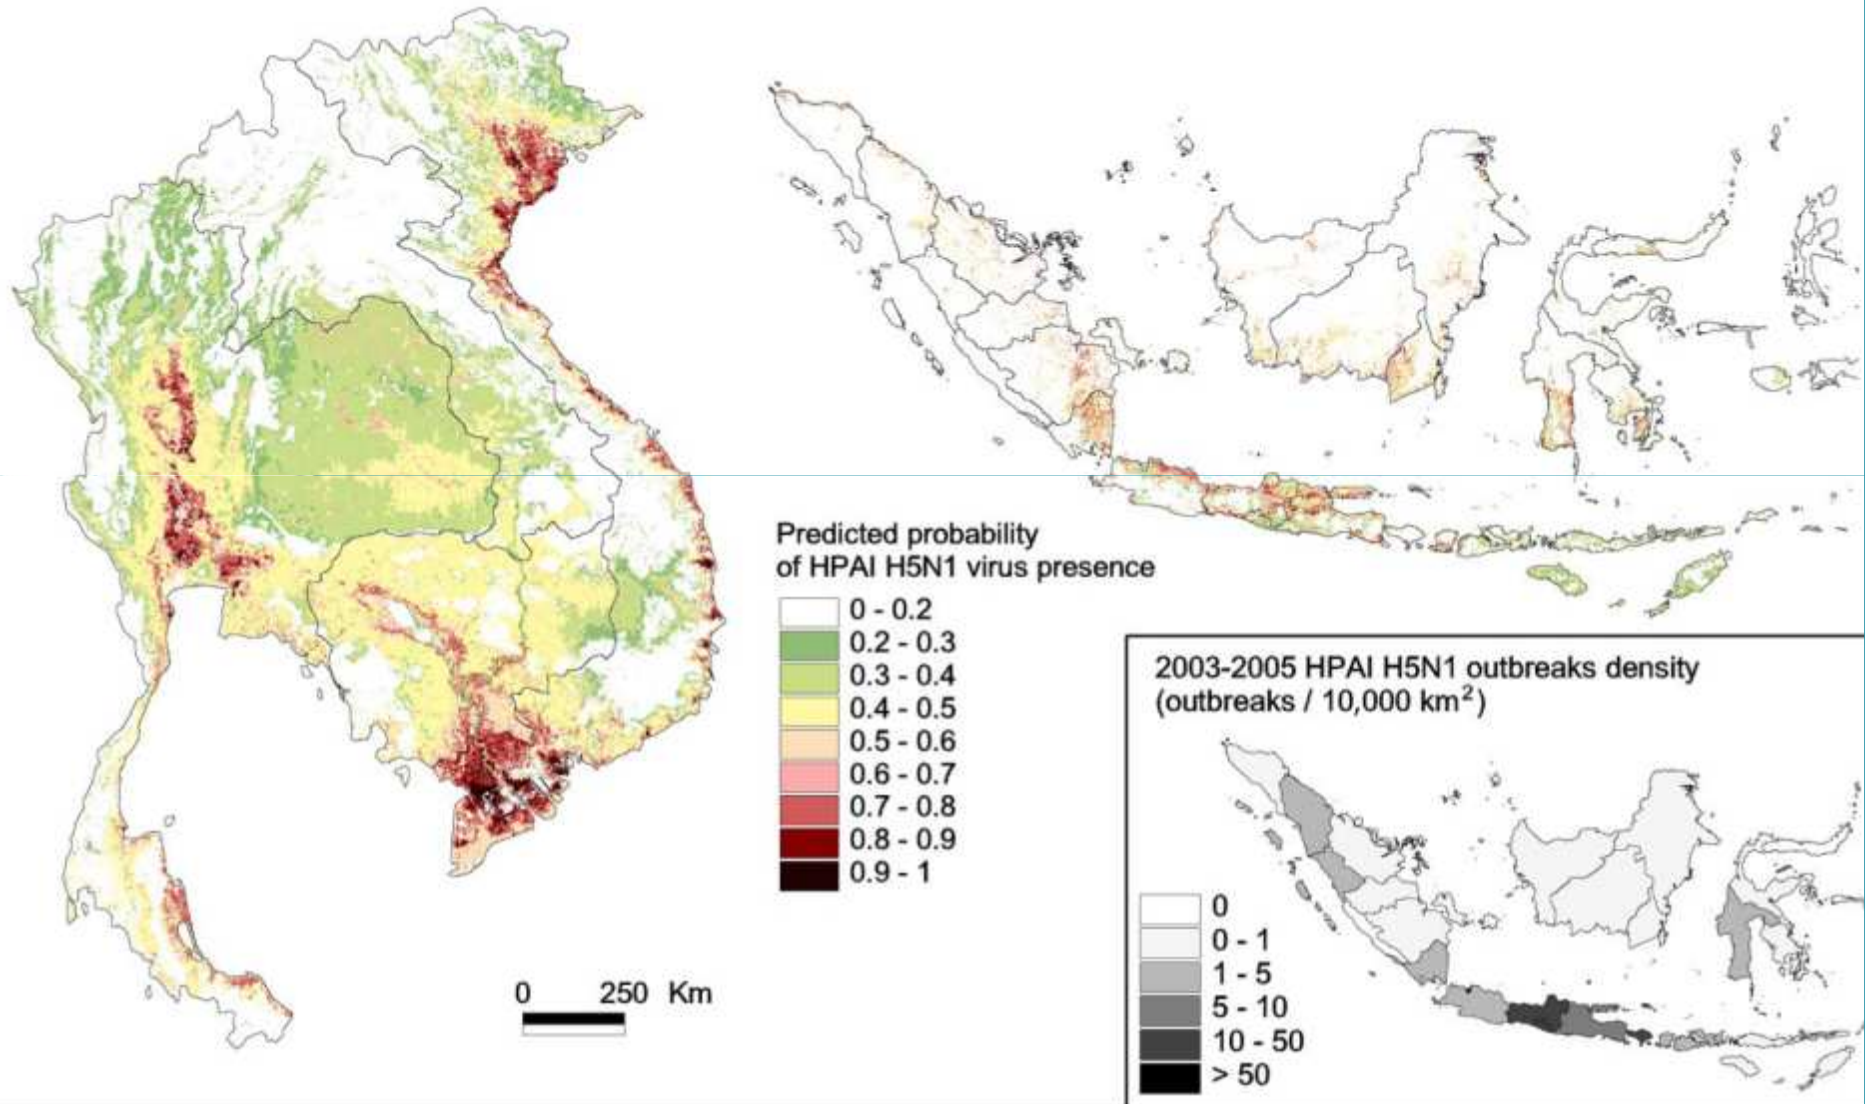 Predicted probability
of HPAI H5N1 virus presence
0 - 0.2
0.2 - 0.3
0.3 - 0.4
0.4 - 0.5
0.5 - 0.6
0.6 - 0.7
0.7 - 0.8
0.8 - 0.9
0.9 - 1
0 250 Km
2003-2005 HPAI H5N1 outbreaks density
(outbreaks / 10,000 km²)
0
0 - 1
1 - 5
5 - 10
10 - 50
> 50